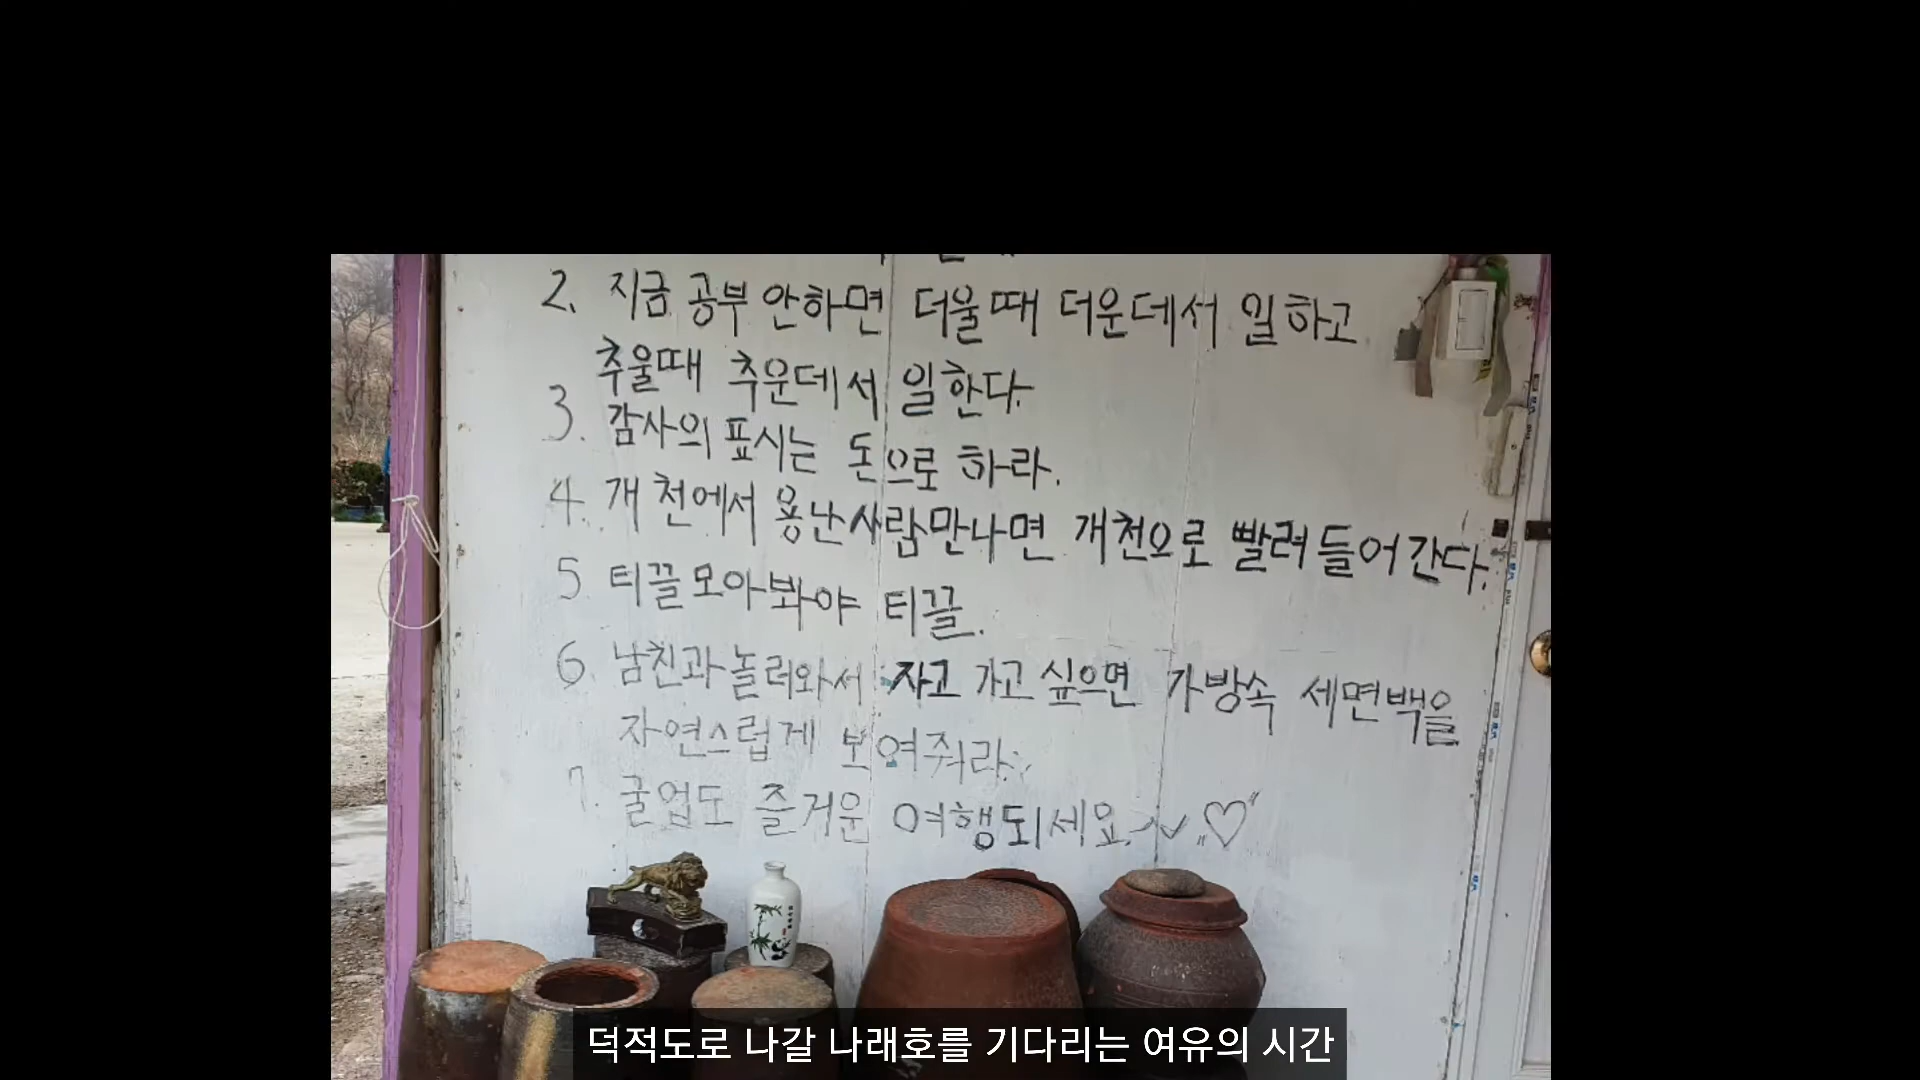 2. 지금 공부 안하면 더울때 더운데서 일하고
추울때 추운데서 일한다.
3. 감사의 표시는 돈으로 하라.
4. 개천에서 용난사람만나면 개천으로 빨려들어간다.
5 티끌모아봐야 티끌.
6. 남친과놀러와서 자고 가고 싶으면 가방속 세면백을
자연스럽게 보여줘라.
7. 굴업도 즐거운 여행되세요 ♡
덕적도로 나갈 나래호를 기다리는 여유의 시간